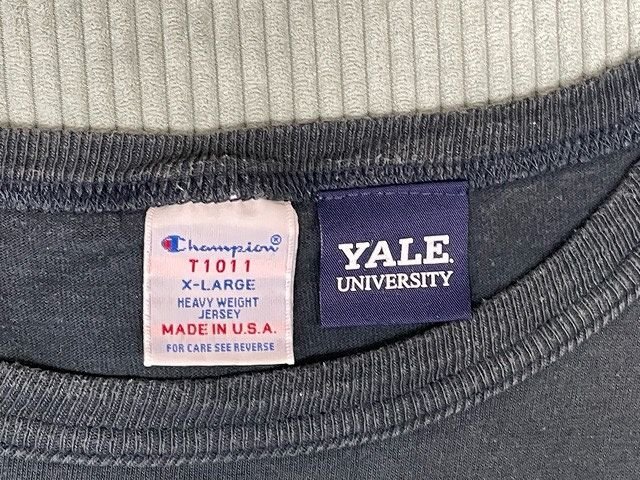 Champion®
T1011
X-LARGE
HEAVY WEIGHT
JERSEY
MADE IN U.S.A.
FOR CARE SEE REVERSE
YALE.
UNIVERSITY